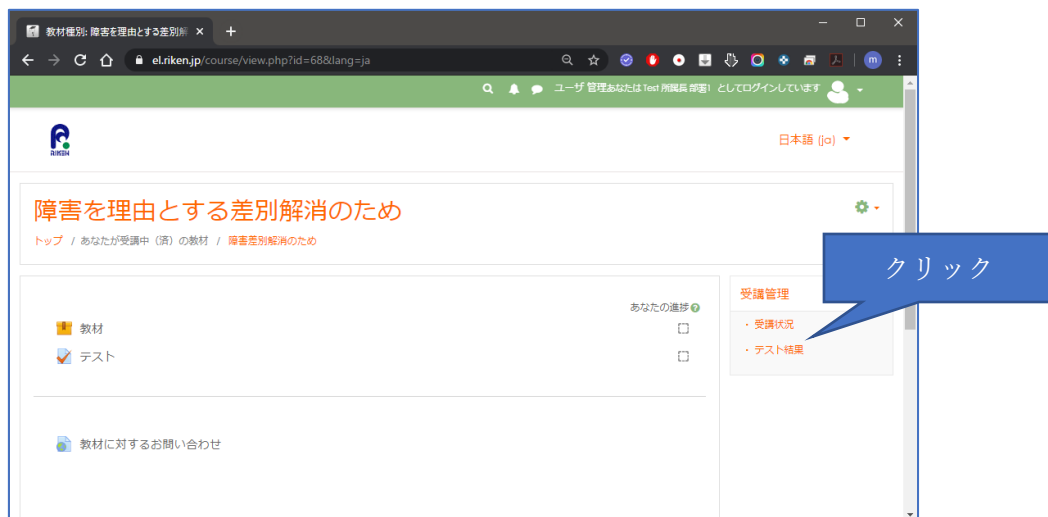 教材種別: 障害を理由とする差別解
el.riken.jp/course/view.php?id=68&lang=ja
m
ユーザ 管理あなたは Test 所属長 部署1 としてログインしています
RIKEN
日本語 (ja)
障害を理由とする差別解消のため
トップ / あなたが受講中（済）の教材 / 障害差別解消のため
クリック
受講管理
・ 受講状況
・ テスト結果
あなたの進捗
教材
テスト
教材に対するお問い合わせ